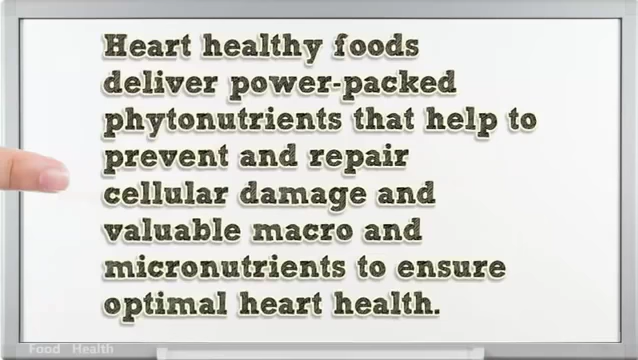 Heart healthy foods
deliver power-packed
phytonutrients that help to
prevent and repair
cellular damage and
valuable macro and
micronutrients to ensure
optimal heart health.
Food Health